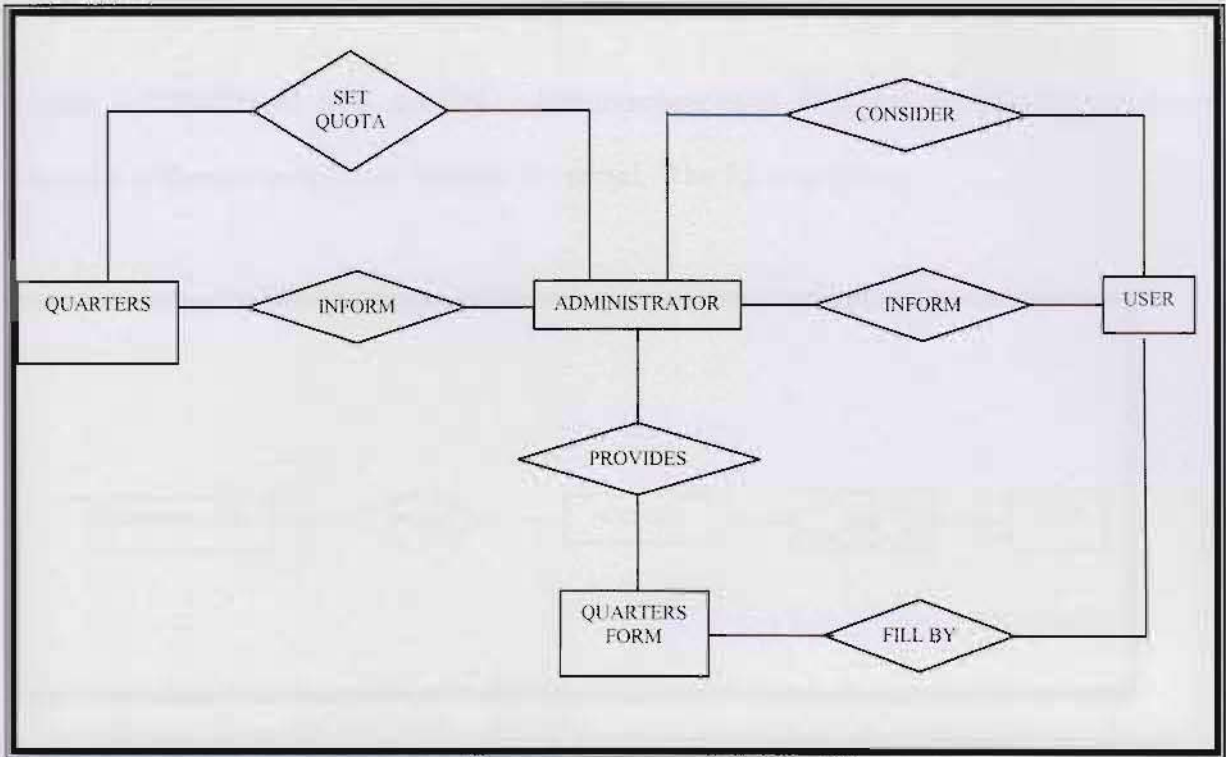 SET
QUOTA
CONSIDER
QUARTERS
INFORM
ADMINISTRATOR
INFORM
USER
PROVIDES
QUARTERS
FORM
FILL BY